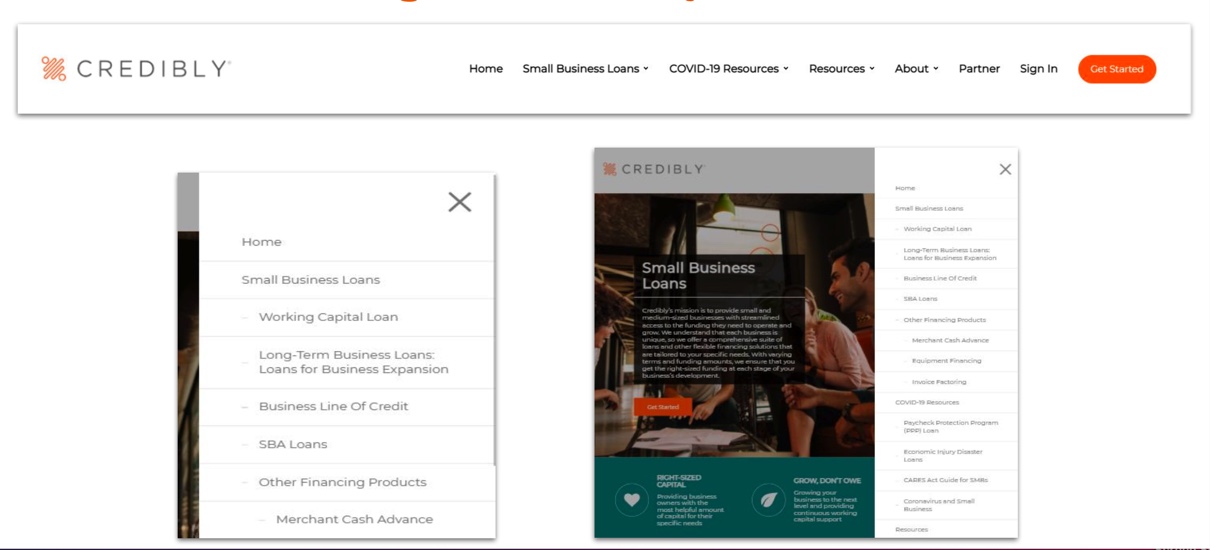 CREDIBLY
Home Small Business Loans COVID-19 Resources Resources About Partner Sign In Get Started
Home
Small Business Loans
Working Capital Loan
Long-Term Business Loans:
Loans for Business Expansion
Business Line Of Credit
SBA Loans
Other Financing Products
Merchant Cash Advance
CREDIBLY
Small Business
Loans
Credibly's mission is to provide small and
medium-sized businesses with streamlined
access to the funding they need to operate and
grow. We understand that each business is
unique, so we offer a comprehensive suite of
loans and other flexible financing solutions that
are tailored to your specific needs. With varying
terms and funding amounts, we ensure that you
get the right-sized funding at each stage of your
business's development.
Get Started
RIGHT-SIZED
CAPITAL
Providing business
owners with the
most helpful amount
of capital for their
specific needs
GROW, DON'T OWE
Growing your
business to the next
level and providing
continuous working
capital support
Home
Small Business Loans
Working Capital Loan
Long-Term Business Loans:
Loans for Business Expansion
Business Line Of Credit
SBA Loans
Other Financing Products
Merchant Cash Advance
Equipment Financing
Invoice Factoring
COVID-19 Resources
Paycheck Protection Program
(PPP) Loan
Economic Injury Disaster
Loans
CARES Act Guide for SMBs
Coronavirus and Small
Business
Resources